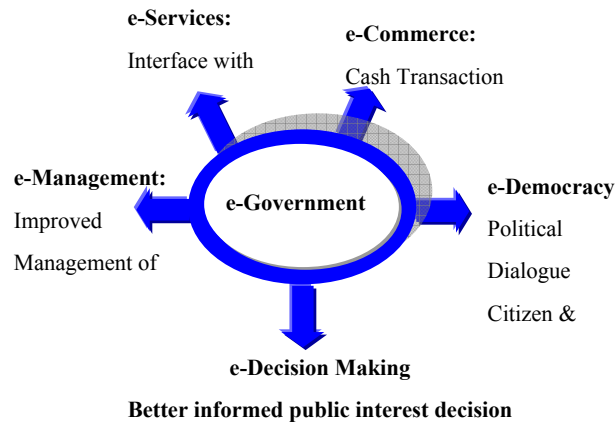 e-Services:
Interface with
e-Commerce:
Cash Transaction
e-Management:
Improved
Management of
e-Government
e-Democracy
Political
Dialogue
Citizen &
e-Decision Making
Better informed public interest decision